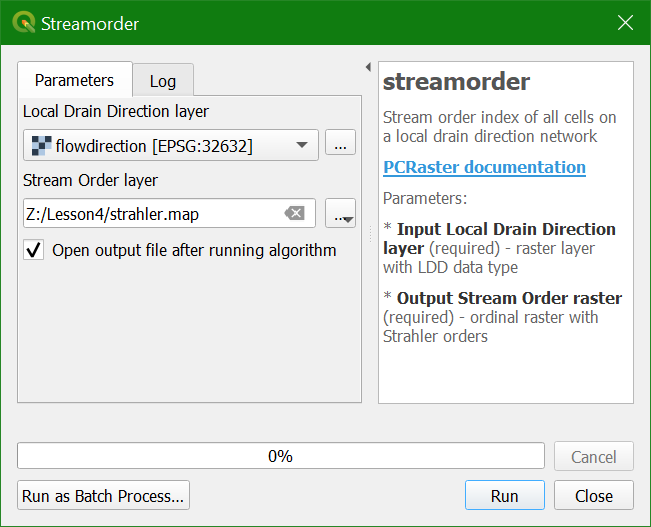 Streamorder
Parameters
Log
Local Drain Direction layer
flowdirection [EPSG:32632]
...
Stream Order layer
Z:/Lesson4/strahler.map
...
Open output file after running algorithm
streamorder
Stream order index of all cells on
a local drain direction network
PCRaster documentation
Parameters:
* Input Local Drain Direction
layer (required) - raster layer
with LDD data type
* Output Stream Order raster
(required) - ordinal raster with
Strahler orders
0%
Cancel
Run as Batch Process...
Run
Close